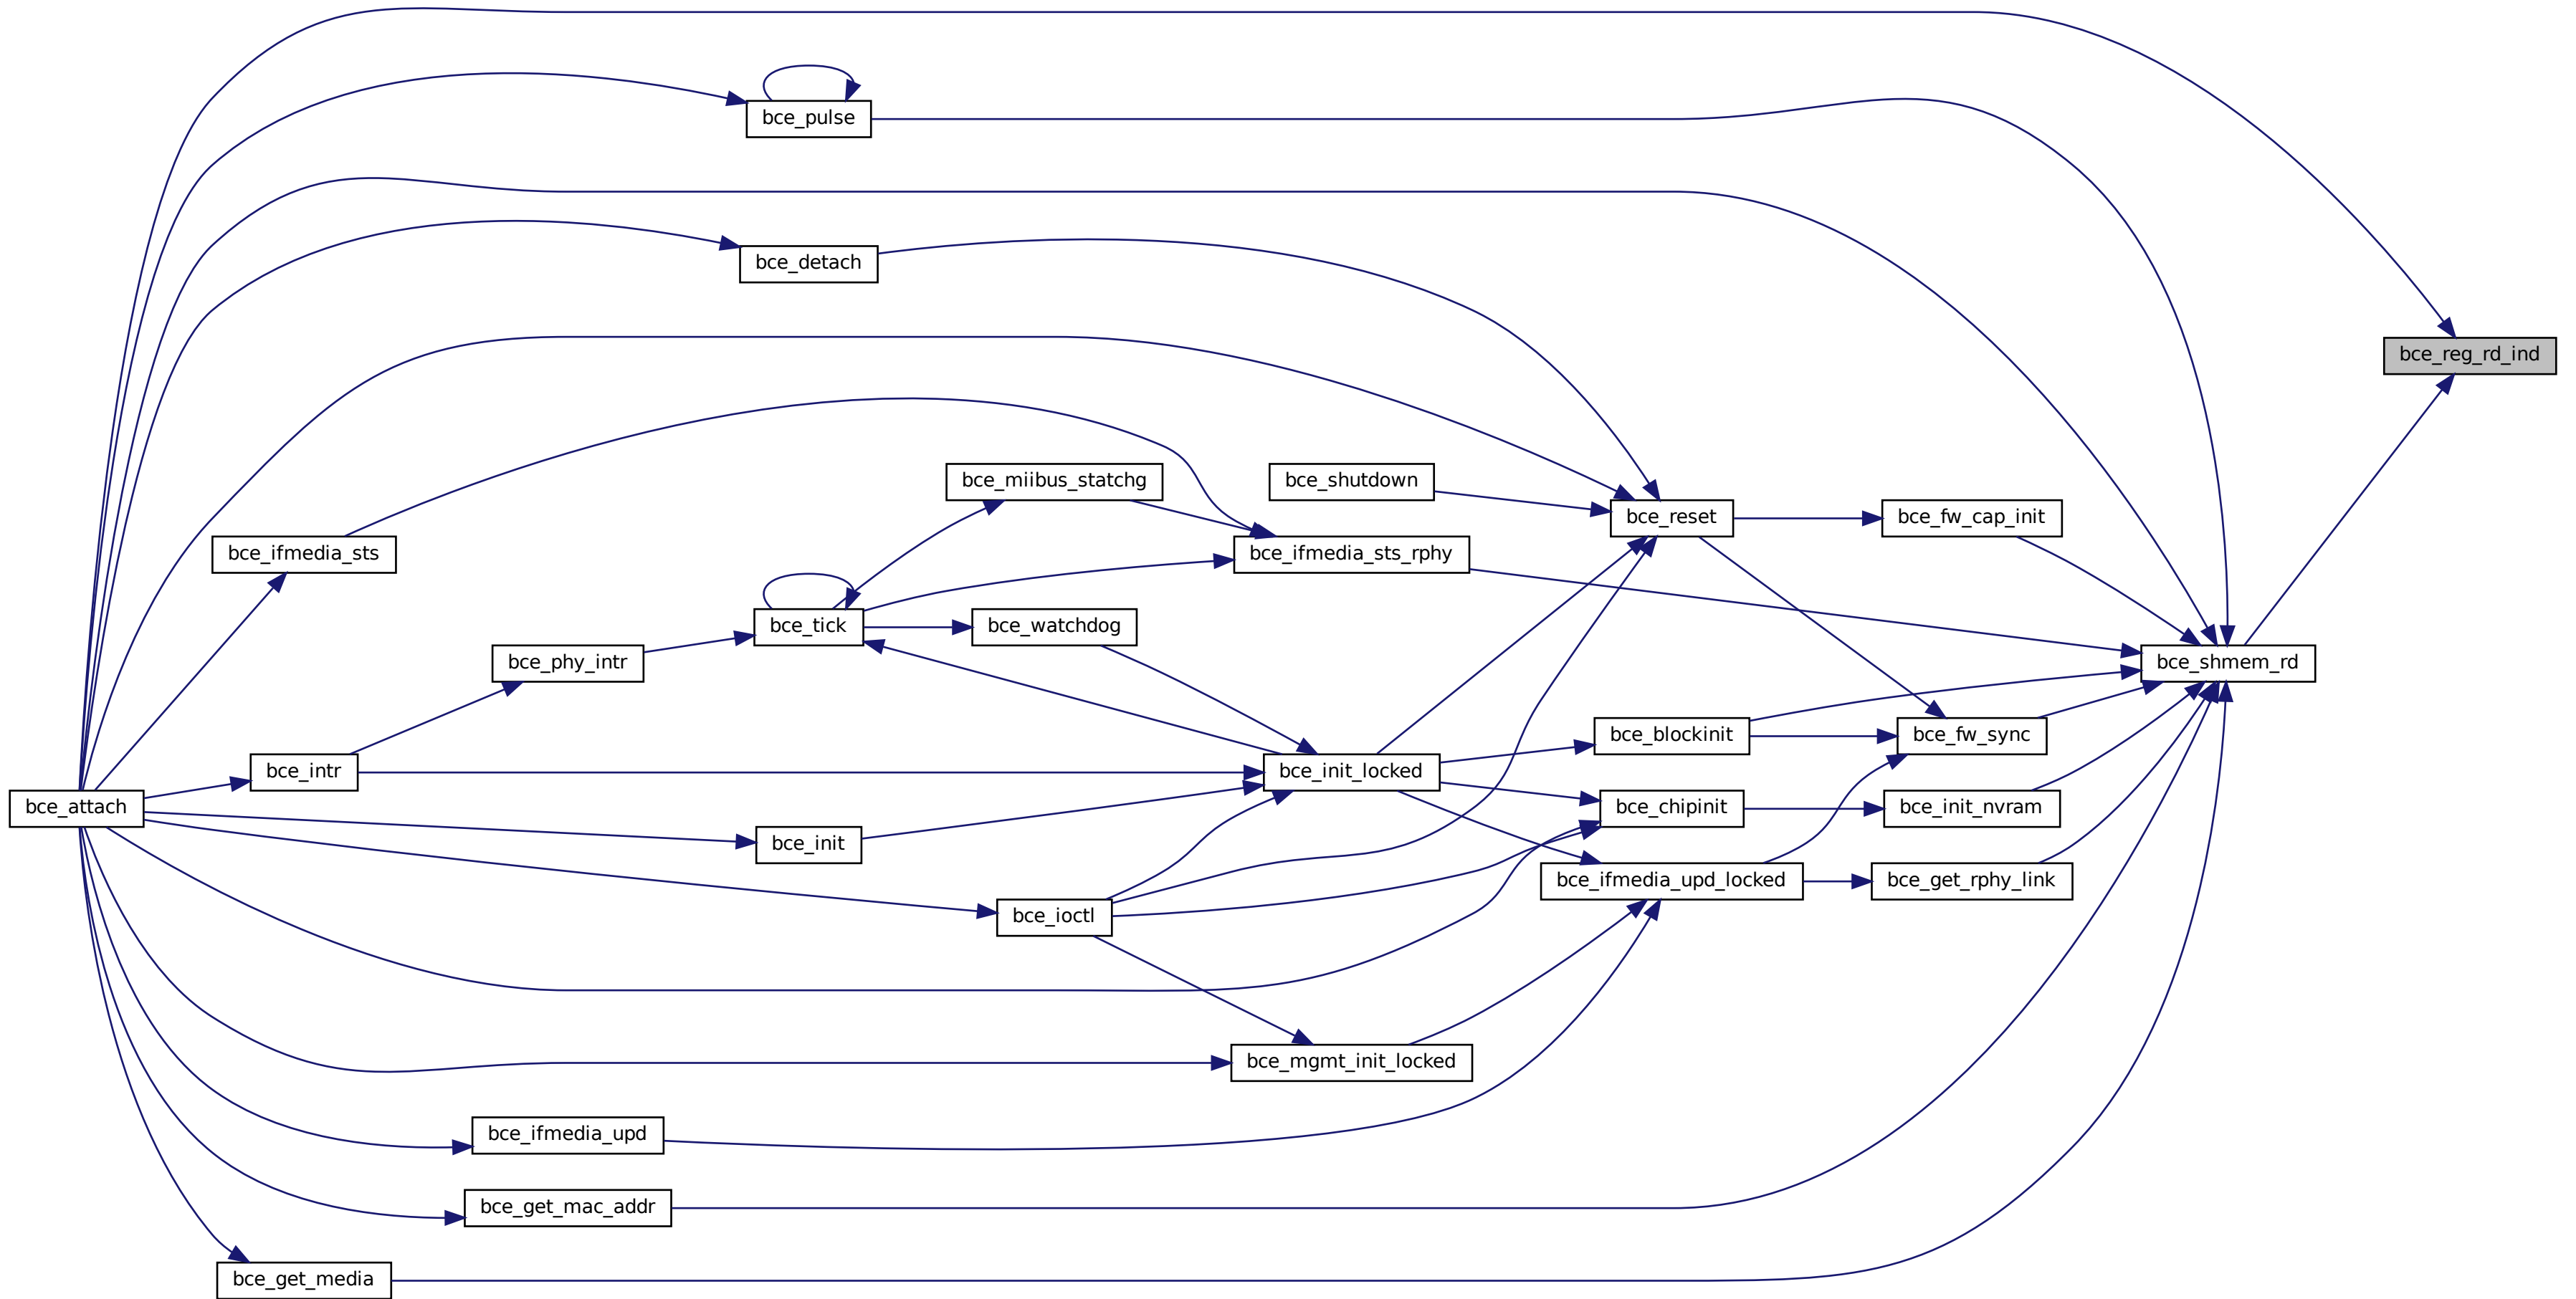 bce_pulse
bce_detach
bce_reg_rd_ind
bce_miibus_statchg
bce_shutdown
bce_reset
bce_fw_cap_init
bce_ifmedia_sts
bce_ifmedia_sts_rphy
bce_tick
bce_watchdog
bce_phy_intr
bce_shmem_rd
bce_blockinit
bce_fw_sync
bce_intr
bce_init_locked
bce_attach
bce_chipinit
bce_init_nvram
bce_init
bce_ifmedia_upd_locked
bce_get_rphy_link
bce_ioctl
bce_mgmt_init_locked
bce_ifmedia_upd
bce_get_mac_addr
bce_get_media